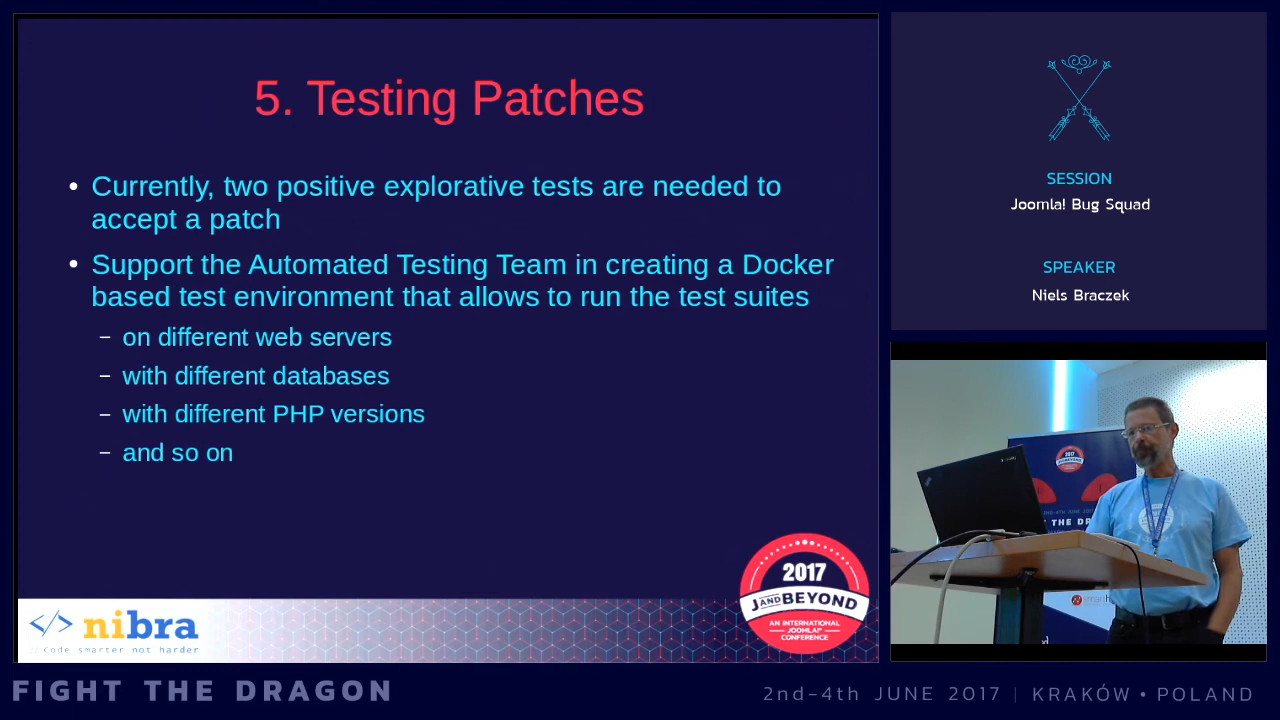 5. Testing Patches
• Currently, two positive explorative tests are needed to
accept a patch
• Support the Automated Testing Team in creating a Docker
based test environment that allows to run the test suites
– on different web servers
– with different databases
– with different PHP versions
– and so on
</> nibra
// Code smarter not harder
2017
J AND BEYOND
AN INTERNATIONAL
JOOMLA!
CONFERENCE
SESSION
Joomla! Bug Squad
SPEAKER
Niels Braczek
2017
FIGHT THE DRAGON
2nd-4th JUNE 2017 | KRAKÓW • POLAND